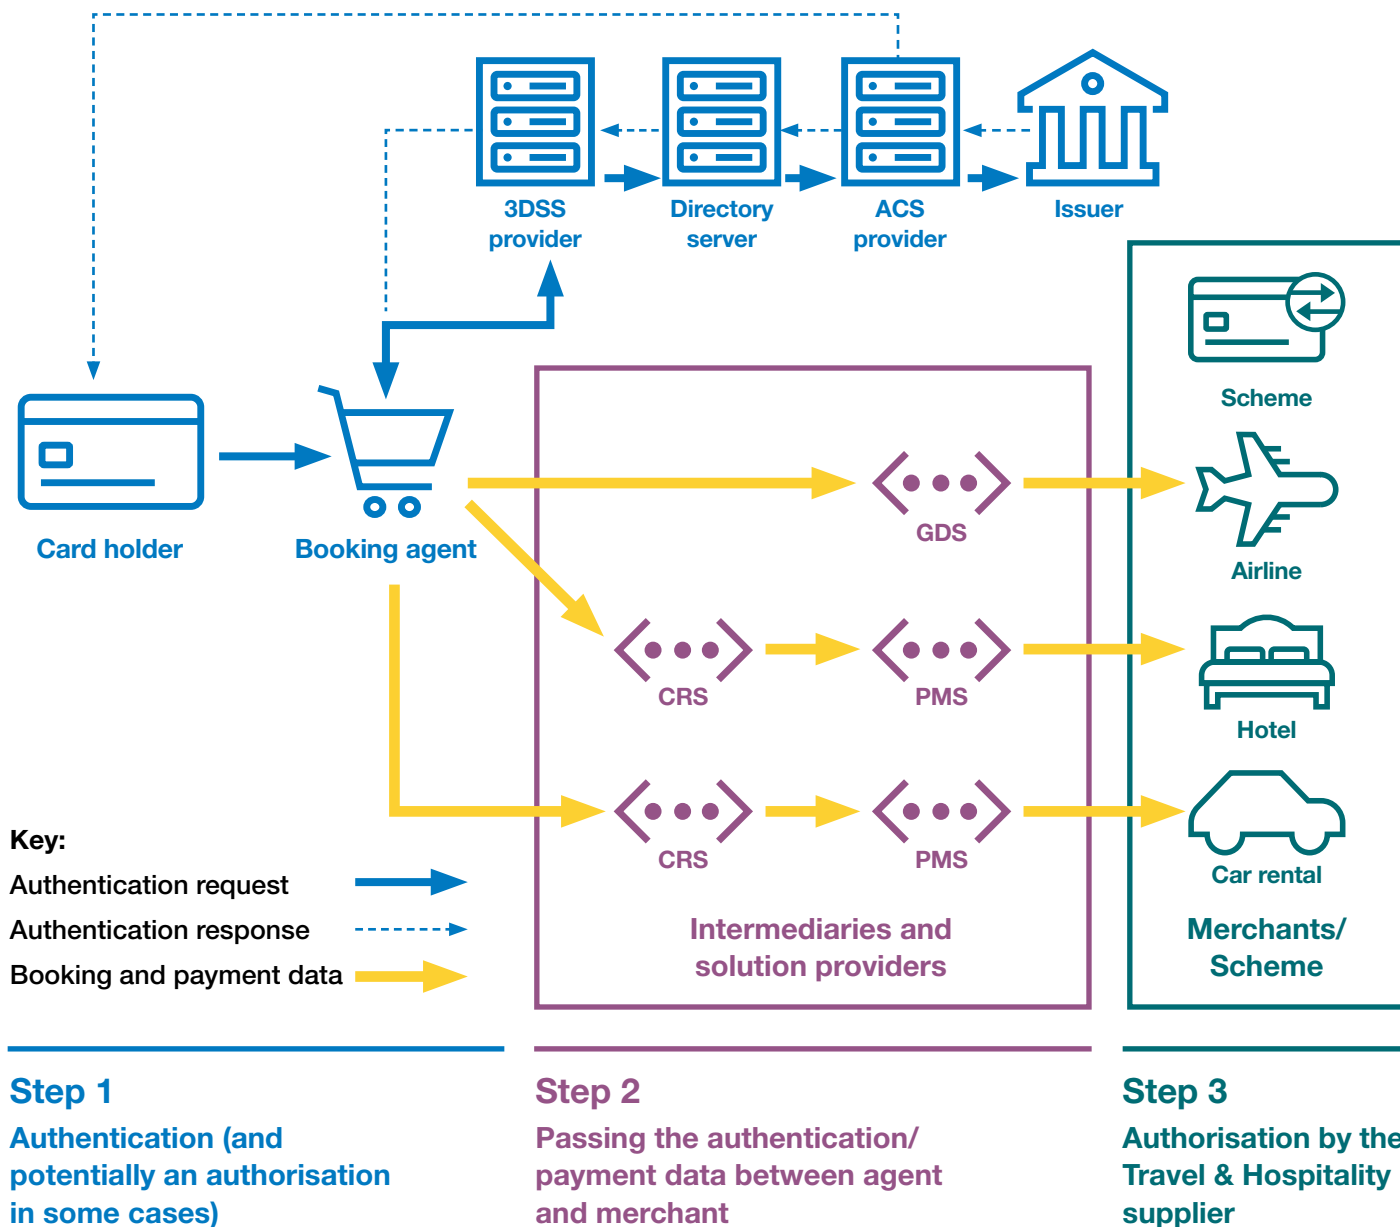 3DSS
provider
Directory
server
ACS
provider
Issuer
Scheme
Card holder
Booking agent
GDS
Airline
CRS
PMS
Hotel
CRS
PMS
Car rental
Key:
Authentication request
Authentication response
Booking and payment data
Intermediaries and
solution providers
Merchants/
Scheme
Step 1
Authentication (and
potentially an authorisation
in some cases)
Step 2
Passing the authentication/
payment data between agent
and merchant
Step 3
Authorisation by the
Travel & Hospitality
supplier